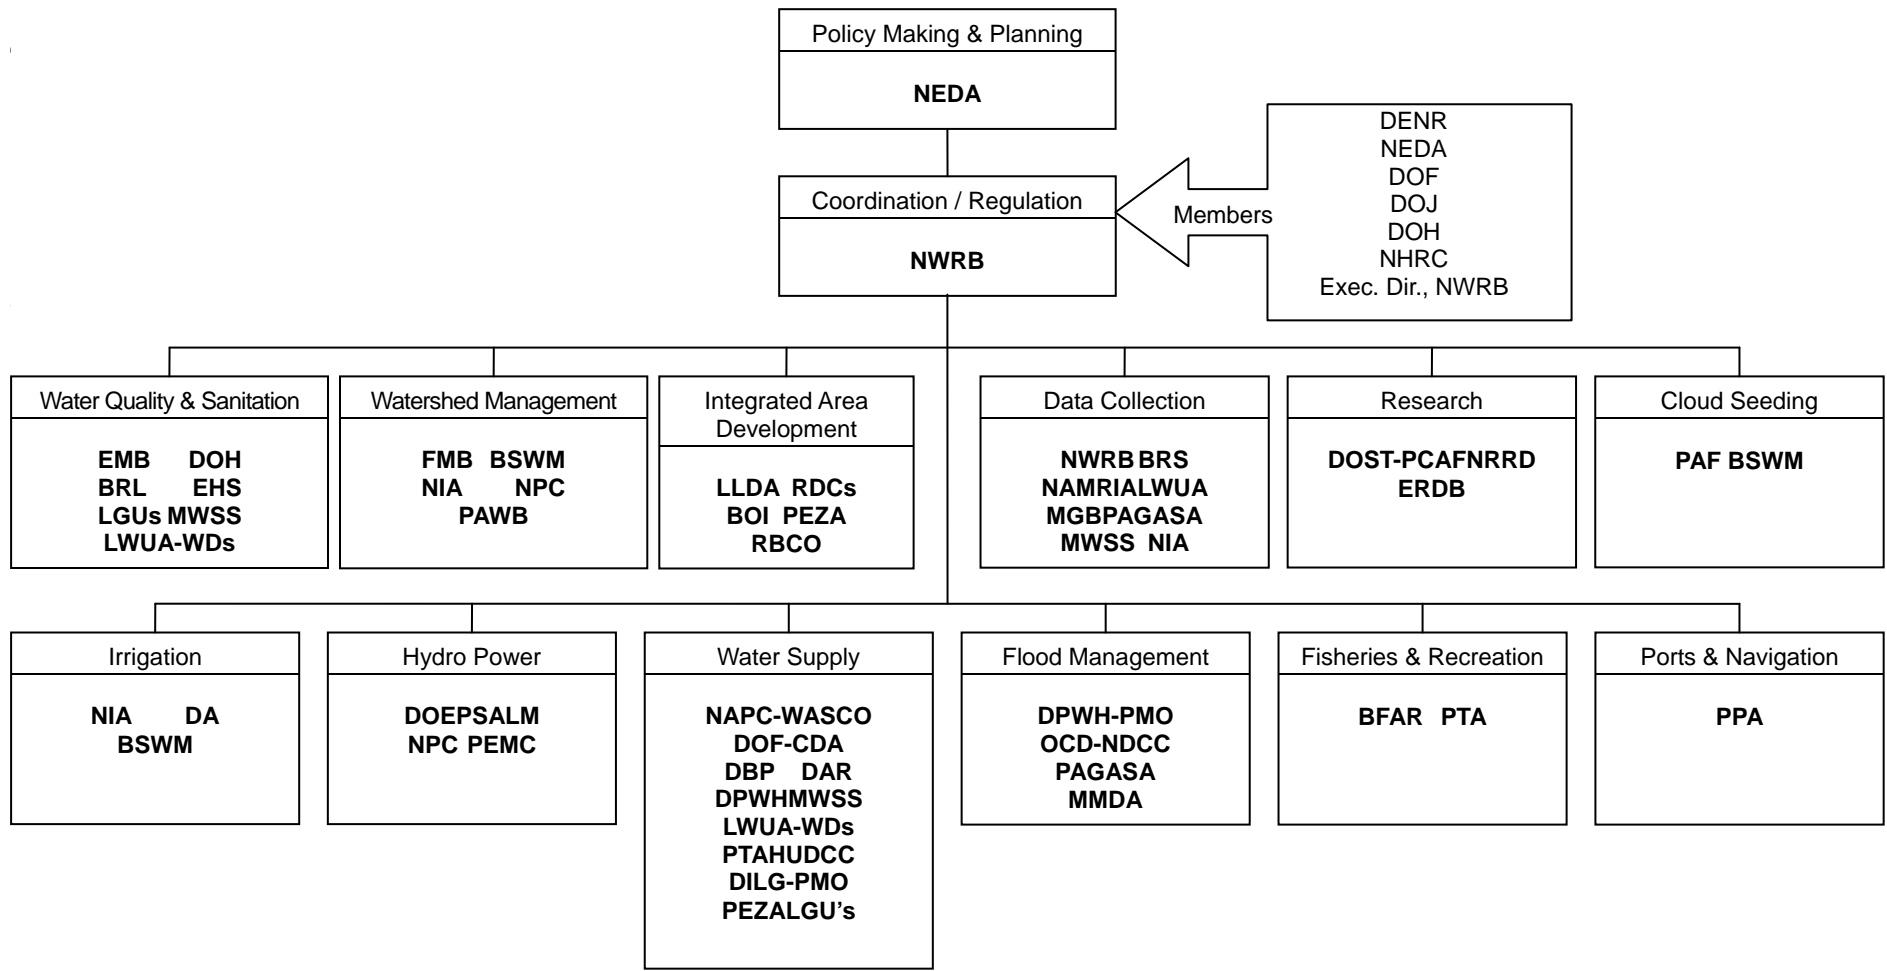 Policy Making & Planning
NEDA
Coordination / Regulation
NWRB
Members
DENR
NEDA
DOF
DOJ
DOH
NHRC
Exec. Dir., NWRB
Water Quality & Sanitation
EMB DOH
BRL EHS
LGUs MWSS
LWUA-WDs
Watershed Management
FMB BSWM
NIA NPC
PAWB
Integrated Area
Development
LLDA RDCs
BOI PEZA
RBCO
Data Collection
NWRB BRS
NAMRIALWUA
MGBPAGASA
MWSS NIA
Research
DOST-PCAFNRRD
ERDB
Cloud Seeding
PAF BSWM
Irrigation
NIA DA
BSWM
Hydro Power
DOEPSALM
NPC PEMC
Water Supply
NAPC-WASCO
DOF-CDA
DBP DAR
DPWHMWSS
LWUA-WDs
PTAHUDCC
DILG-PMO
PEZALGU’s
Flood Management
DPWH-PMO
OCD-NDCC
PAGASA
MMDA
Fisheries & Recreation
BFAR PTA
Ports & Navigation
PPA